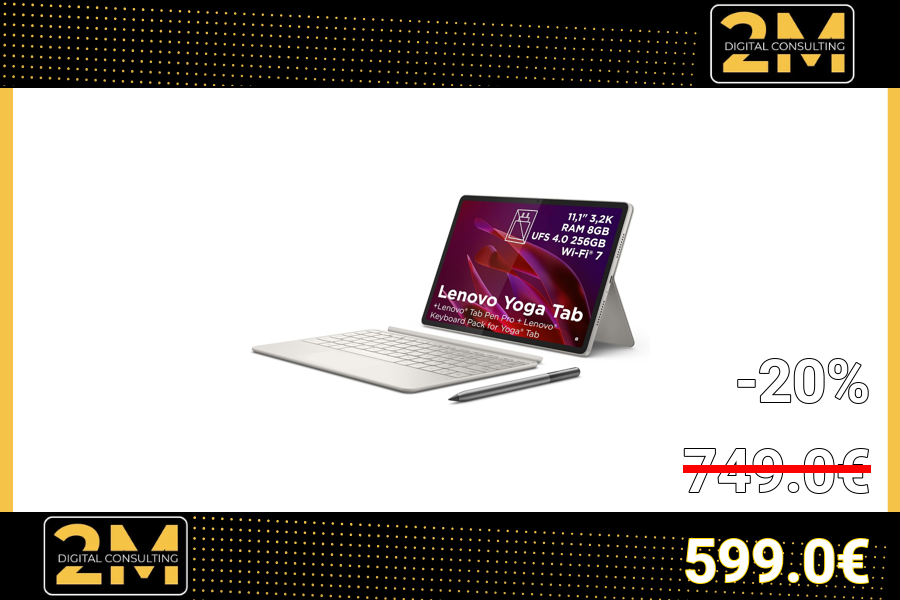 2M
DIGITAL CONSULTING
11,1" 3,2K
RAM 8GB
UFS 4.0 256GB
Wi-Fi® 7
Lenovo Yoga Tab
+Lenovo® Tab Pen Pro + Lenovo®
Keyboard Pack for Yoga® Tab
-20%
749.0€
2M
DIGITAL CONSULTING
599.0€